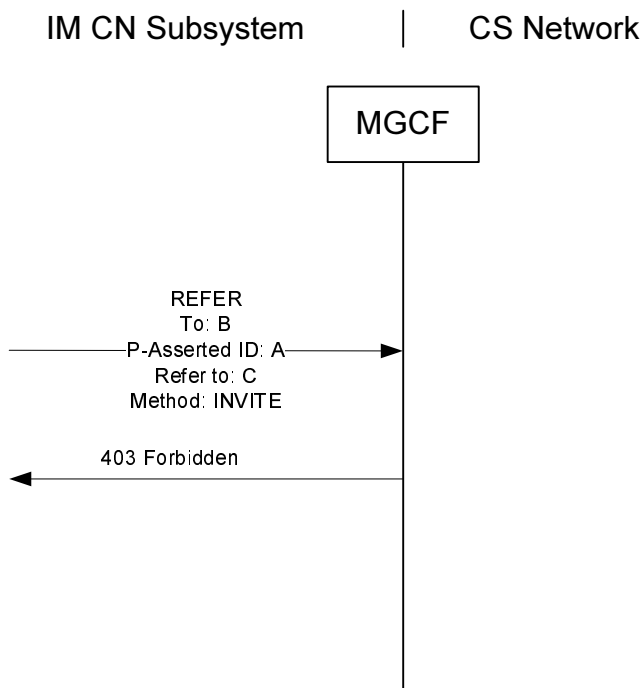 IM CN Subsystem | CS Network
MGCF
REFER
To: B
P-Asserted ID: A
Refer to: C
Method: INVITE
403 Forbidden